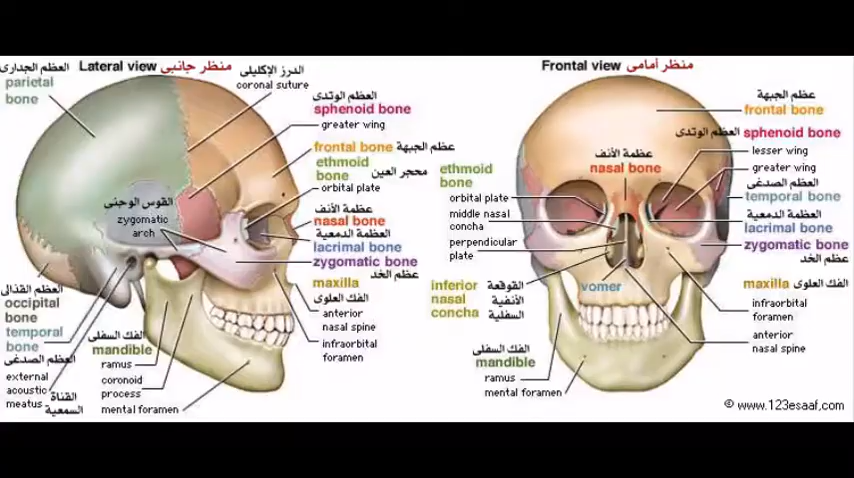 Lateral view منظر جانبى
العظم الجدارى
parietal
bone
الدرز الإكليلى
coronal suture
العظم الوتدى
sphenoid bone
greater wing
frontal bone عظم الجبهة
ethmoid
bone محجر العين
orbital plate
عظمة الأنف
nasal bone
العظمة الدمعية
lacrimal bone
zygomatic bone
عظم الخد
maxilla
الفك العلوى
anterior
nasal spine
infraorbital
foramen
القوس الوجنى
zygomatic
arch
العظم القذالى
occipital
bone
temporal
bone
العظم الصدغى
external
acoustic
meatus
القناة
السمعية
الفك السفلى
mandible
ramus
coronoid
process
mental foramen
Frontal view منظر أمامى
عظم الجبهة
frontal bone
العظم الوتدى sphenoid bone
lesser wing
greater wing
العظم الصدغى
temporal bone
العظمة الدمعية
lacrimal bone
zygomatic bone
عظم الخد
maxilla الفك العلوى
infraorbital
foramen
anterior
nasal spine
عظمة الأنف
nasal bone
ethmoid
bone
orbital plate
middle nasal
concha
perpendicular
plate
inferior
nasal
concha
القوقعة
الأنفية
السفلية
vomer
الفك السفلى
mandible
ramus
mental foramen
© www.123esaaf.com